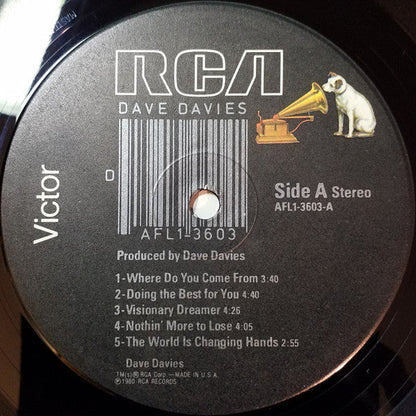 RCA
DAVE DAVIES
Victor
D
Side A Stereo
AFL1-3603-A
AFL1-3603
Produced by Dave Davies
1-Where Do You Come From 3:40
2-Doing the Best for You 4:40
3-Visionary Dreamer 4:26
4-Nothin' More to Lose 4:05
5-The World Is Changing Hands 2:55
Dave Davies
TM(s) ® RCA Corp.—MADE IN U.S.A.
℗1980 RCA RECORDS